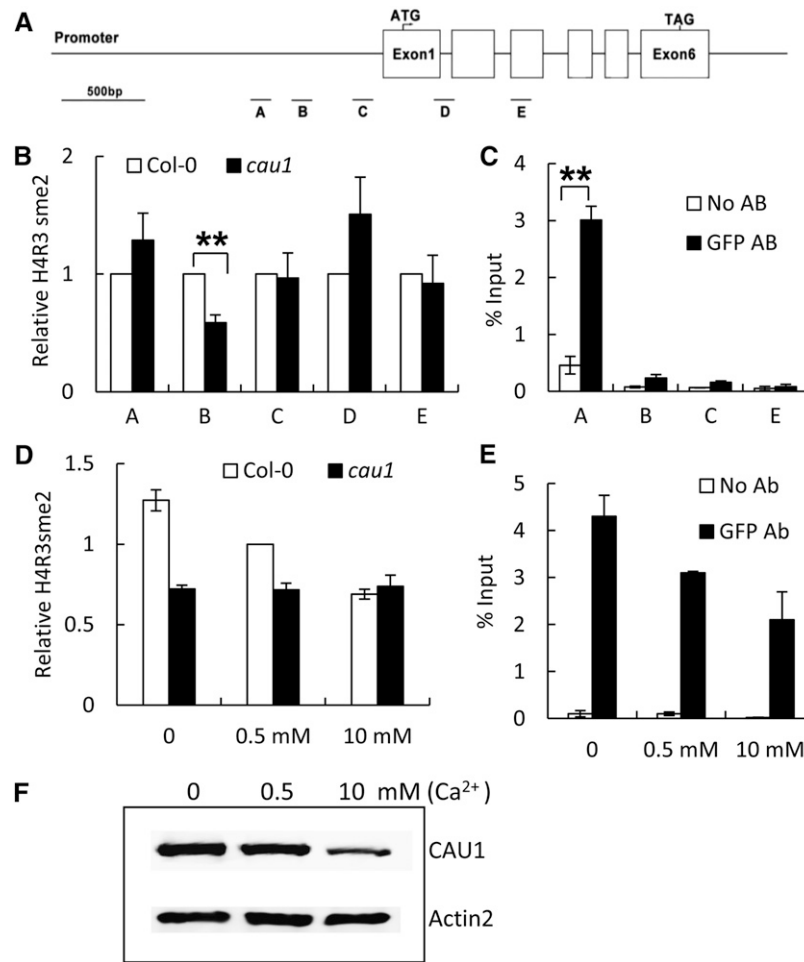 A
Promoter
ATG
TAG
Exon1
Exon6
500bp
A B C D E
B
Relative H4R3 sme2
Col-0 cau1
2
1
0
A B C D E
C
% Input
**
No AB
GFP AB
4
3
2
1
0
A B C E
**
D
Relative H4R3sme2
Col-0 cau1
1.5
1
0.5
0
0 0.5 mM 10 mM
E
% Input
No Ab
GFP Ab
5
4
3
2
1
0
0 0.5 mM 10 mM
F
0 0.5 10 mM (Ca²⁺)
CAU1
Actin2